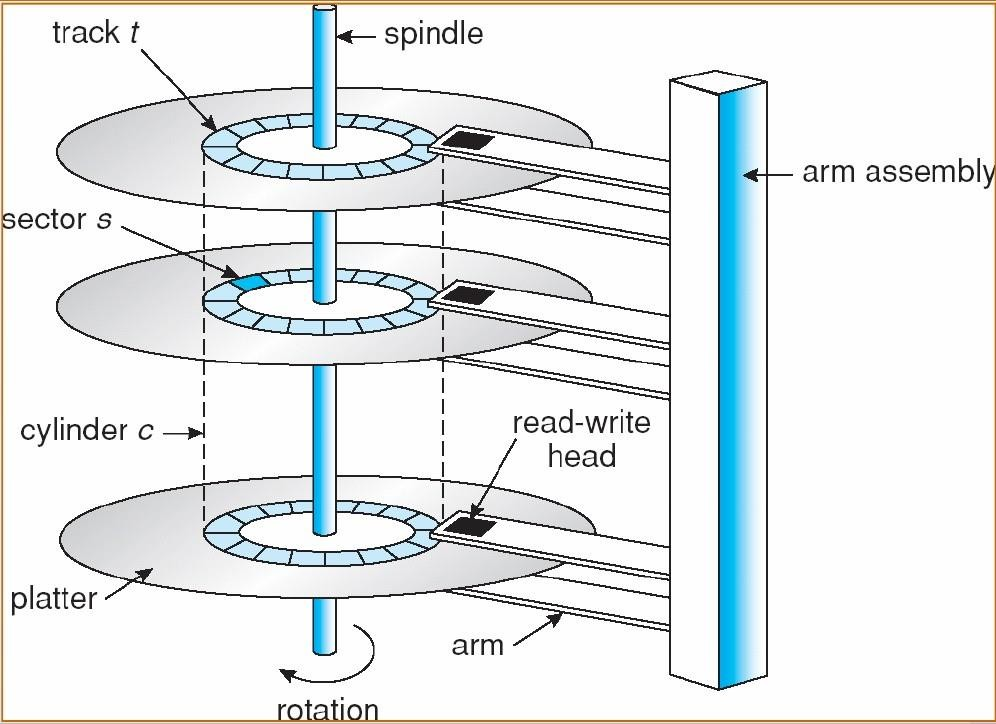 track t
spindle
arm assembly
sector s
cylinder c
read-write
head
platter
arm
rotation